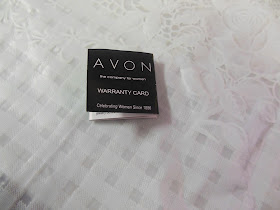 AVON
the company for women
WARRANTY CARD
Celebrating Women Since 1886